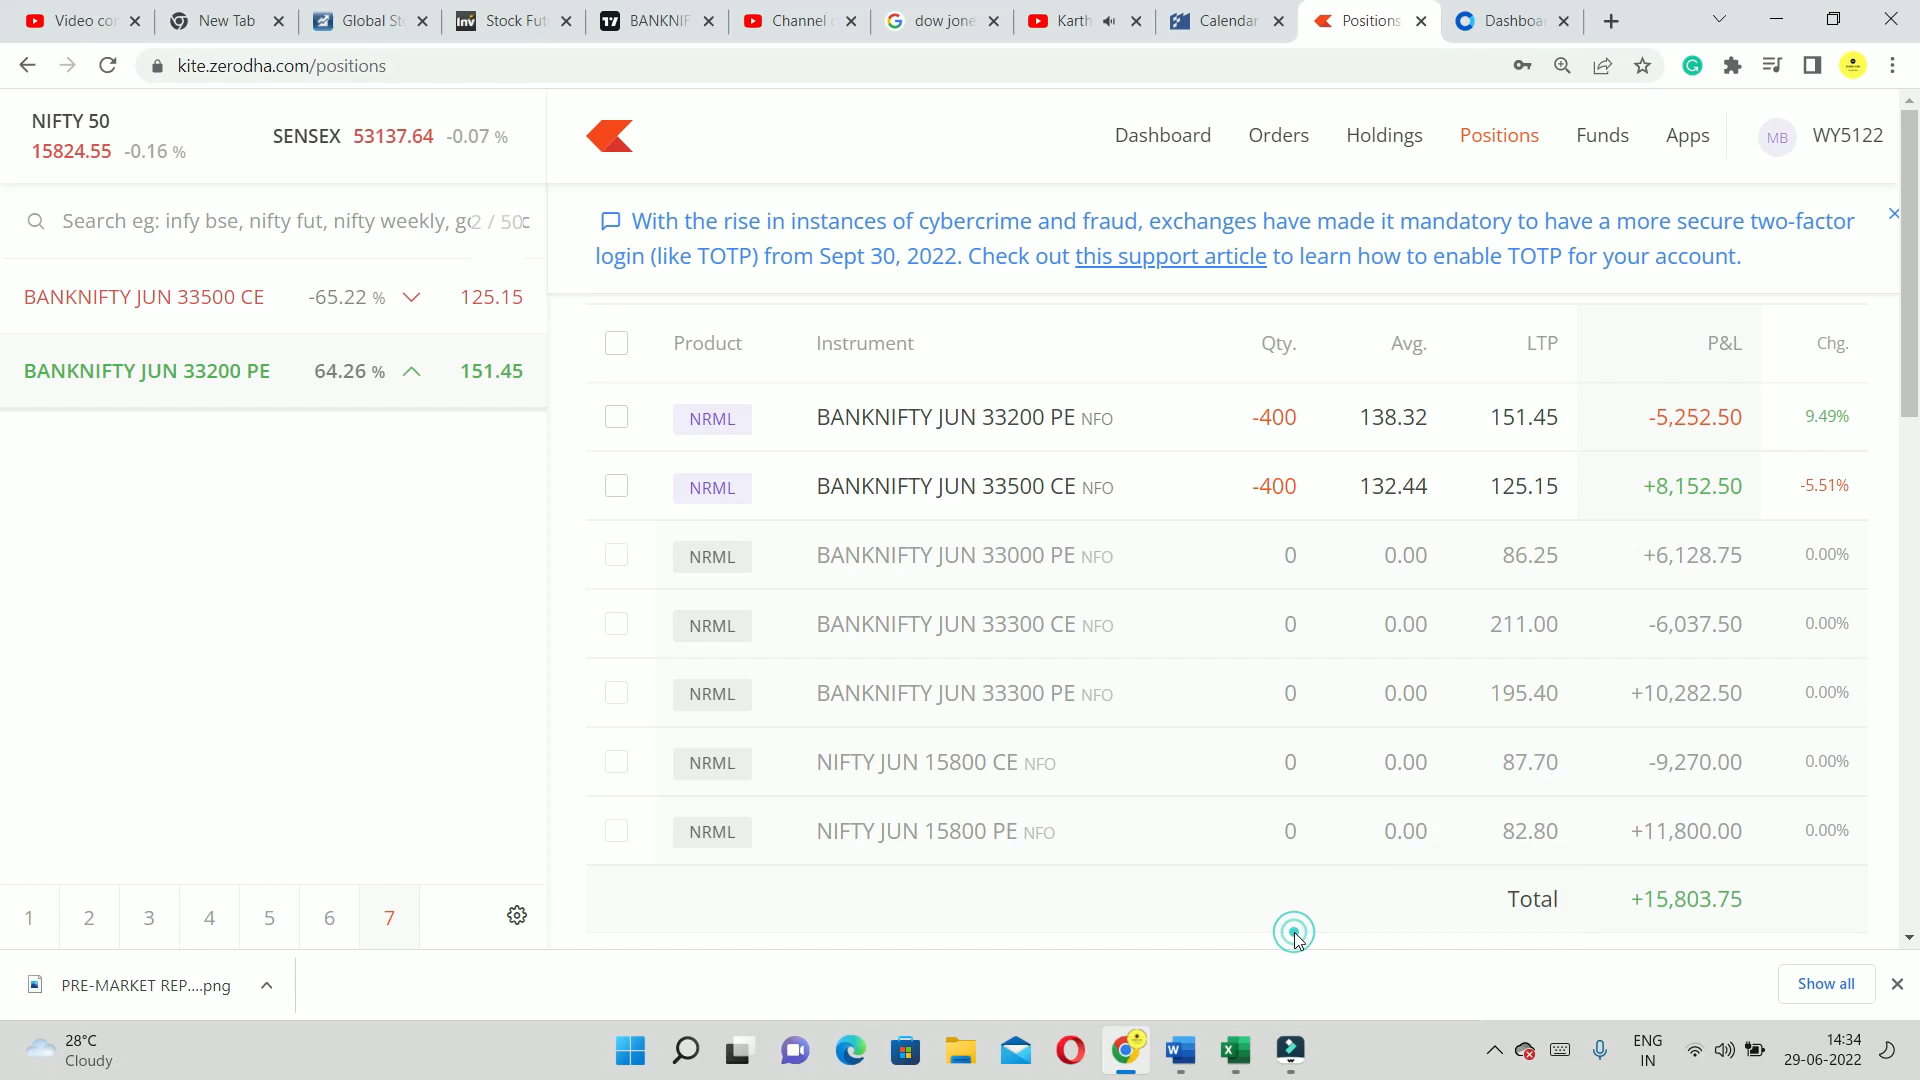 Video co
New Tab
Global St
Stock Fut
BANKNIF
Channel
dow jone
Karth
Calendar
Positions
Dashboa
kite.zerodha.com/positions
NIFTY 50
15824.55 -0.16 %
SENSEX 53137.64 -0.07 %
Dashboard
Orders
Holdings
Positions
Funds
Apps
MB
WY5122
Search eg: infy bse, nifty fut, nifty weekly, 2 / 50
With the rise in instances of cybercrime and fraud, exchanges have made it mandatory to have a more secure two-factor
login (like TOTP) from Sept 30, 2022. Check out this support article to learn how to enable TOTP for your account.
BANKNIFTY JUN 33500 CE -65.22 % 125.15
BANKNIFTY JUN 33200 PE 64.26 % 151.45
Product Instrument Qty. Avg. LTP P&L Chg.
NRML BANKNIFTY JUN 33200 PE NFO -400 138.32 151.45 -5,252.50 9.49%
NRML BANKNIFTY JUN 33500 CE NFO -400 132.44 125.15 +8,152.50 -5.51%
NRML BANKNIFTY JUN 33000 PE NFO 0 0.00 86.25 +6,128.75 0.00%
NRML BANKNIFTY JUN 33300 CE NFO 0 0.00 211.00 -6,037.50 0.00%
NRML BANKNIFTY JUN 33300 PE NFO 0 0.00 195.40 +10,282.50 0.00%
NRML NIFTY JUN 15800 CE NFO 0 0.00 87.70 -9,270.00 0.00%
NRML NIFTY JUN 15800 PE NFO 0 0.00 82.80 +11,800.00 0.00%
Total +15,803.75
1 2 3 4 5 6 7
PRE-MARKET REP....png
Show all
28°C
Cloudy
ENG
IN
14:34
29-06-2022